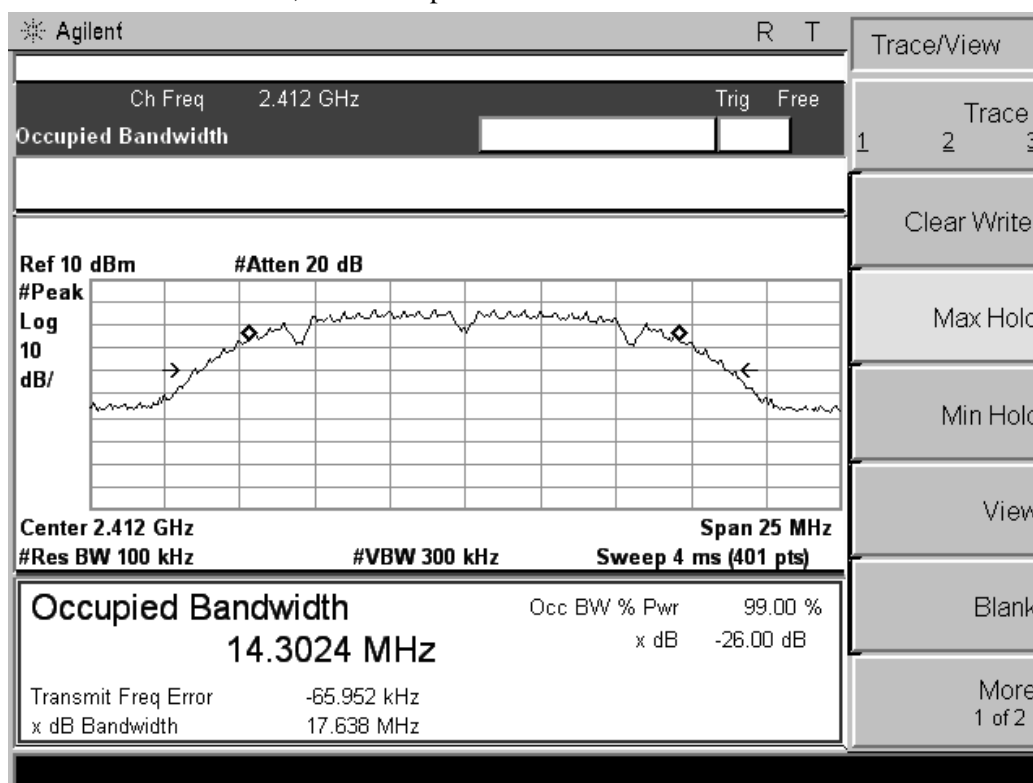 Agilent R T Trace/View
Ch Freq 2.412 GHz Trig Free
Occupied Bandwidth
Trace
1 2 3
Clear Write
Ref 10 dBm #Atten 20 dB
#Peak
Log
10
dB/
Max Hold
Min Hold
View
Center 2.412 GHz Span 25 MHz
#Res BW 100 kHz #VBW 300 kHz Sweep 4 ms (401 pts)
Occupied Bandwidth
14.3024 MHz
Occ BW % Pwr 99.00 %
x dB -26.00 dB
Transmit Freq Error -65.952 kHz
x dB Bandwidth 17.638 MHz
Blank
More
1 of 2